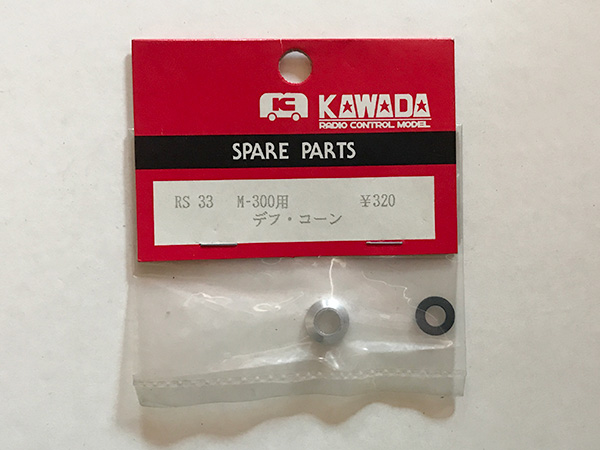 KAWADA
RADIO CONTROL MODEL
SPARE PARTS
RS 33 M-300用 ¥320
デフ・コーン